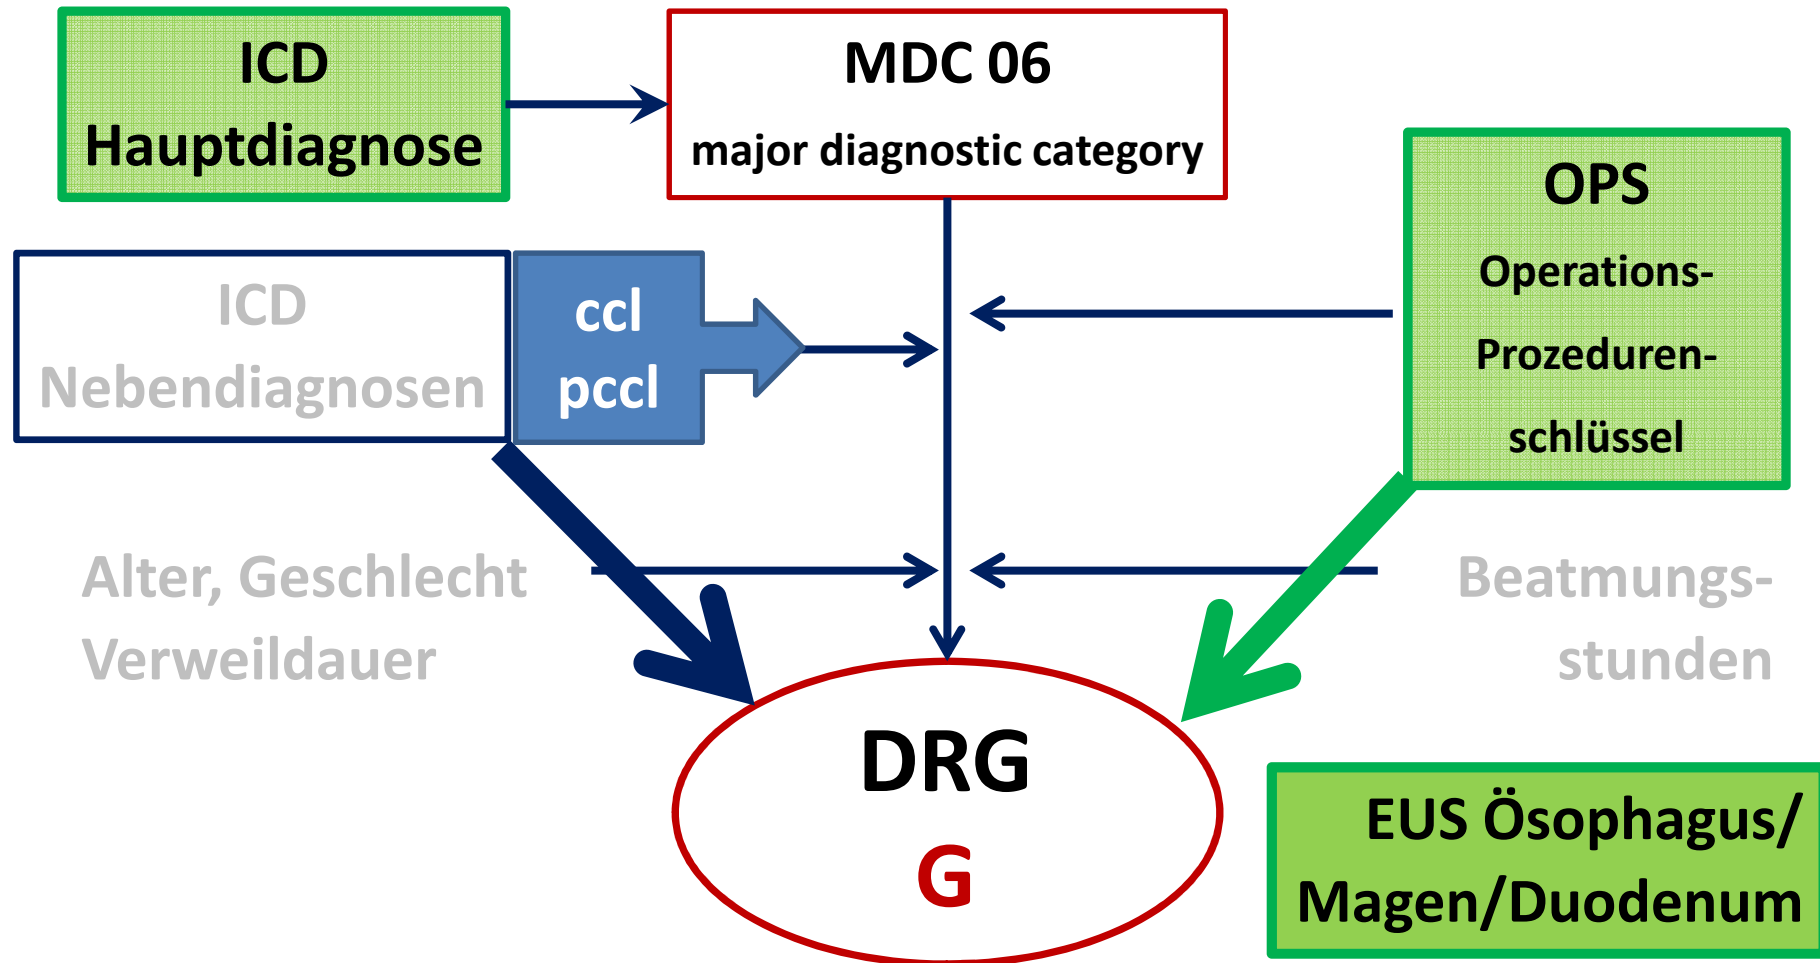 ICD
Hauptdiagnose
MDC 06
major diagnostic category
OPS
Operations-
Prozeduren-
schlüssel
ICD
Nebendiagnosen
ccl
pccl
Alter, Geschlecht
Verweildauer
Beatmungs-
stunden
DRG
G
EUS Ösophagus/
Magen/Duodenum